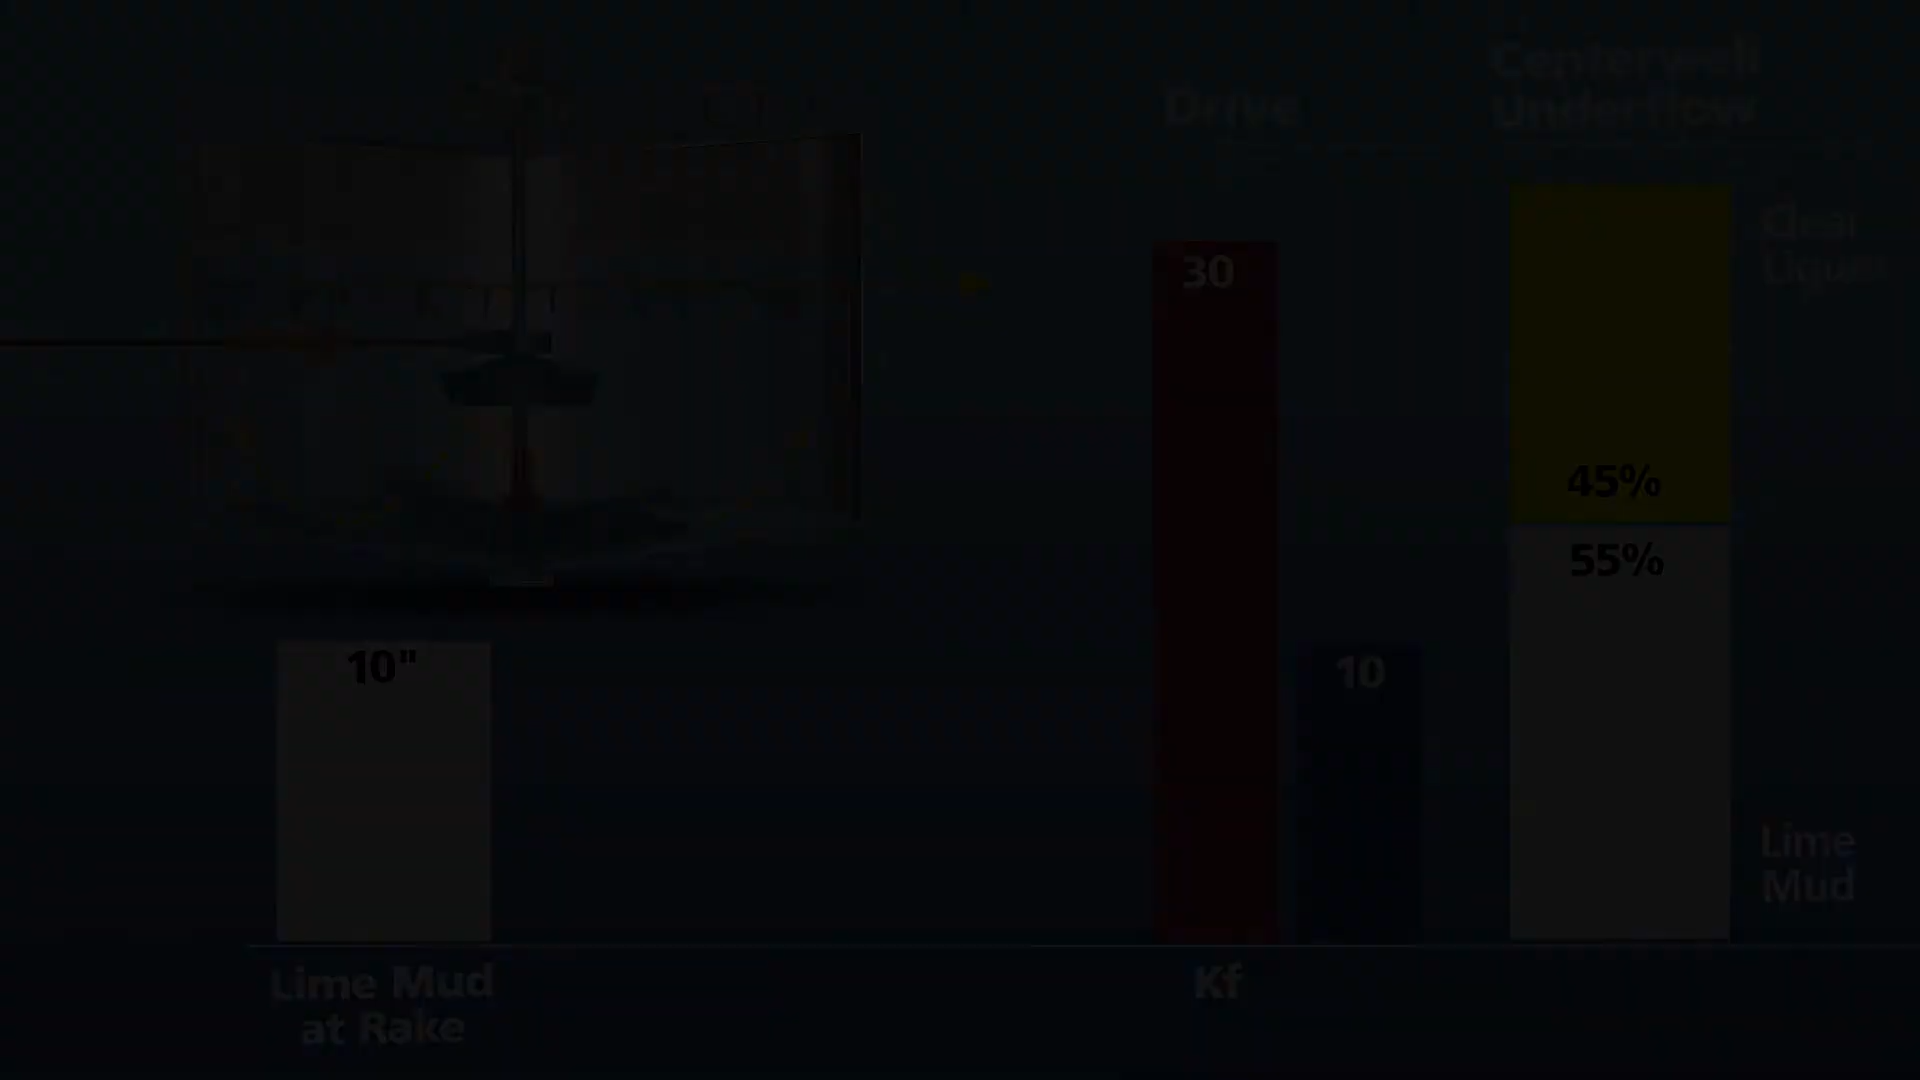 Centerwell
Underflow
Drive
Clear
Liquor
30
45%
55%
10"
10
Lime
Mud
Lime Mud
at Rake
Kf